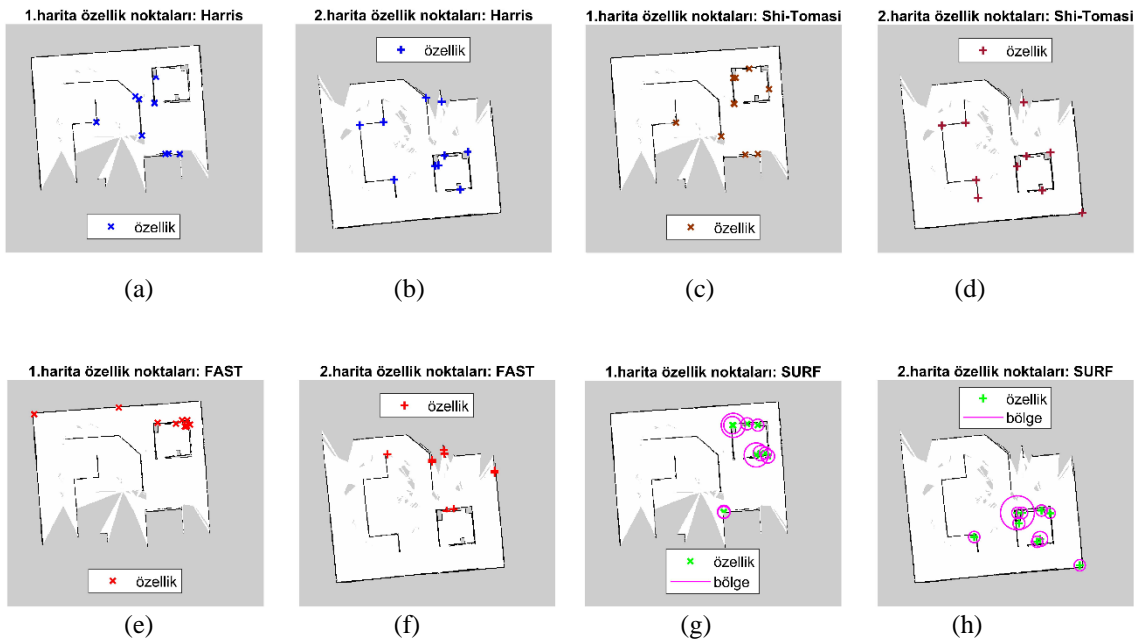 1.harita özellik noktaları: Harris
2.harita özellik noktaları: Harris
1.harita özellik noktaları: Shi-Tomasi
2.harita özellik noktaları: Shi-Tomasi
özellik
özellik
özellik
özellik
(a)
(b)
(c)
(d)
1.harita özellik noktaları: FAST
2.harita özellik noktaları: FAST
1.harita özellik noktaları: SURF
2.harita özellik noktaları: SURF
özellik
özellik
özellik
bölge
özellik
bölge
(e)
(f)
(g)
(h)